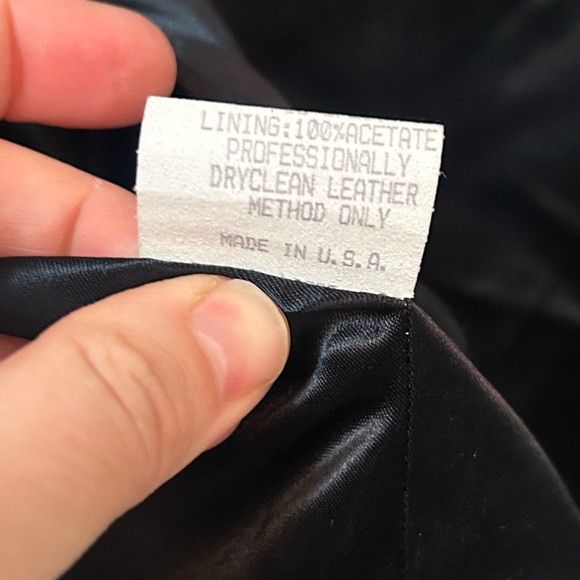 LINING:100%ACETATE
PROFESSIONALLY
DRYCLEAN LEATHER
METHOD ONLY
MADE IN U.S.A.